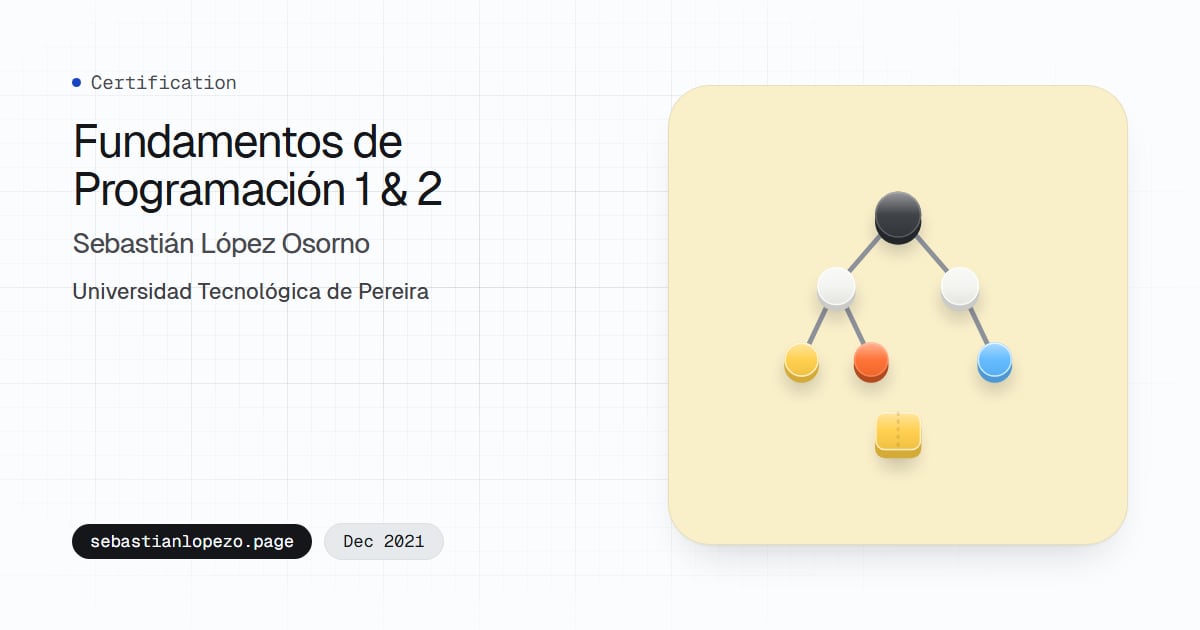 Certification
Fundamentos de
Programación 1 & 2
Sebastián López Osorno
Universidad Tecnológica de Pereira
sebastianlopezo.page
Dec 2021